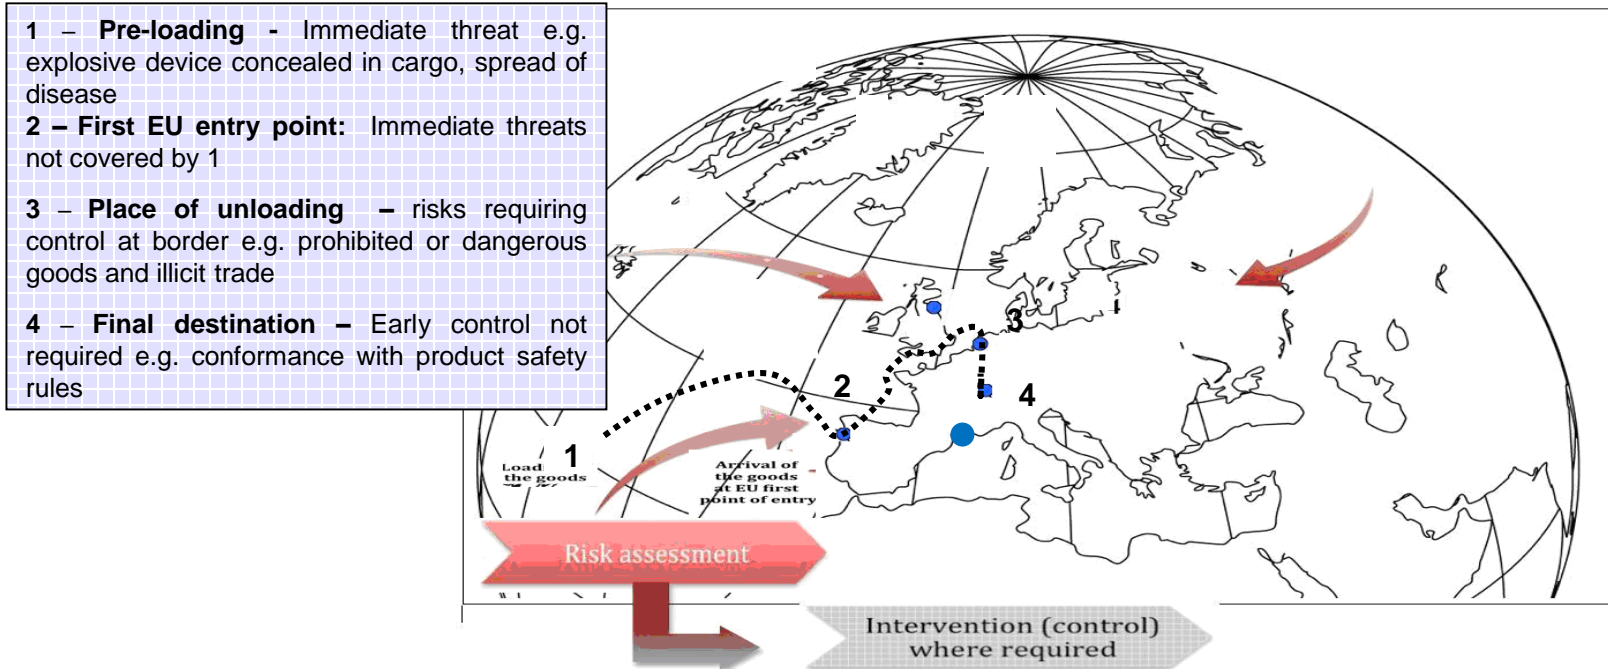 1 – Pre-loading - Immediate threat e.g.
explosive device concealed in cargo, spread of
disease
2 – First EU entry point: Immediate threats
not covered by 1
3 – Place of unloading – risks requiring
control at border e.g. prohibited or dangerous
goods and illicit trade
4 – Final destination – Early control not
required e.g. conformance with product safety
rules
3
2
4
1
Load
the goods
Arrival of
the goods
at EU first
point of entry
Risk assessment
Intervention (control)
where required